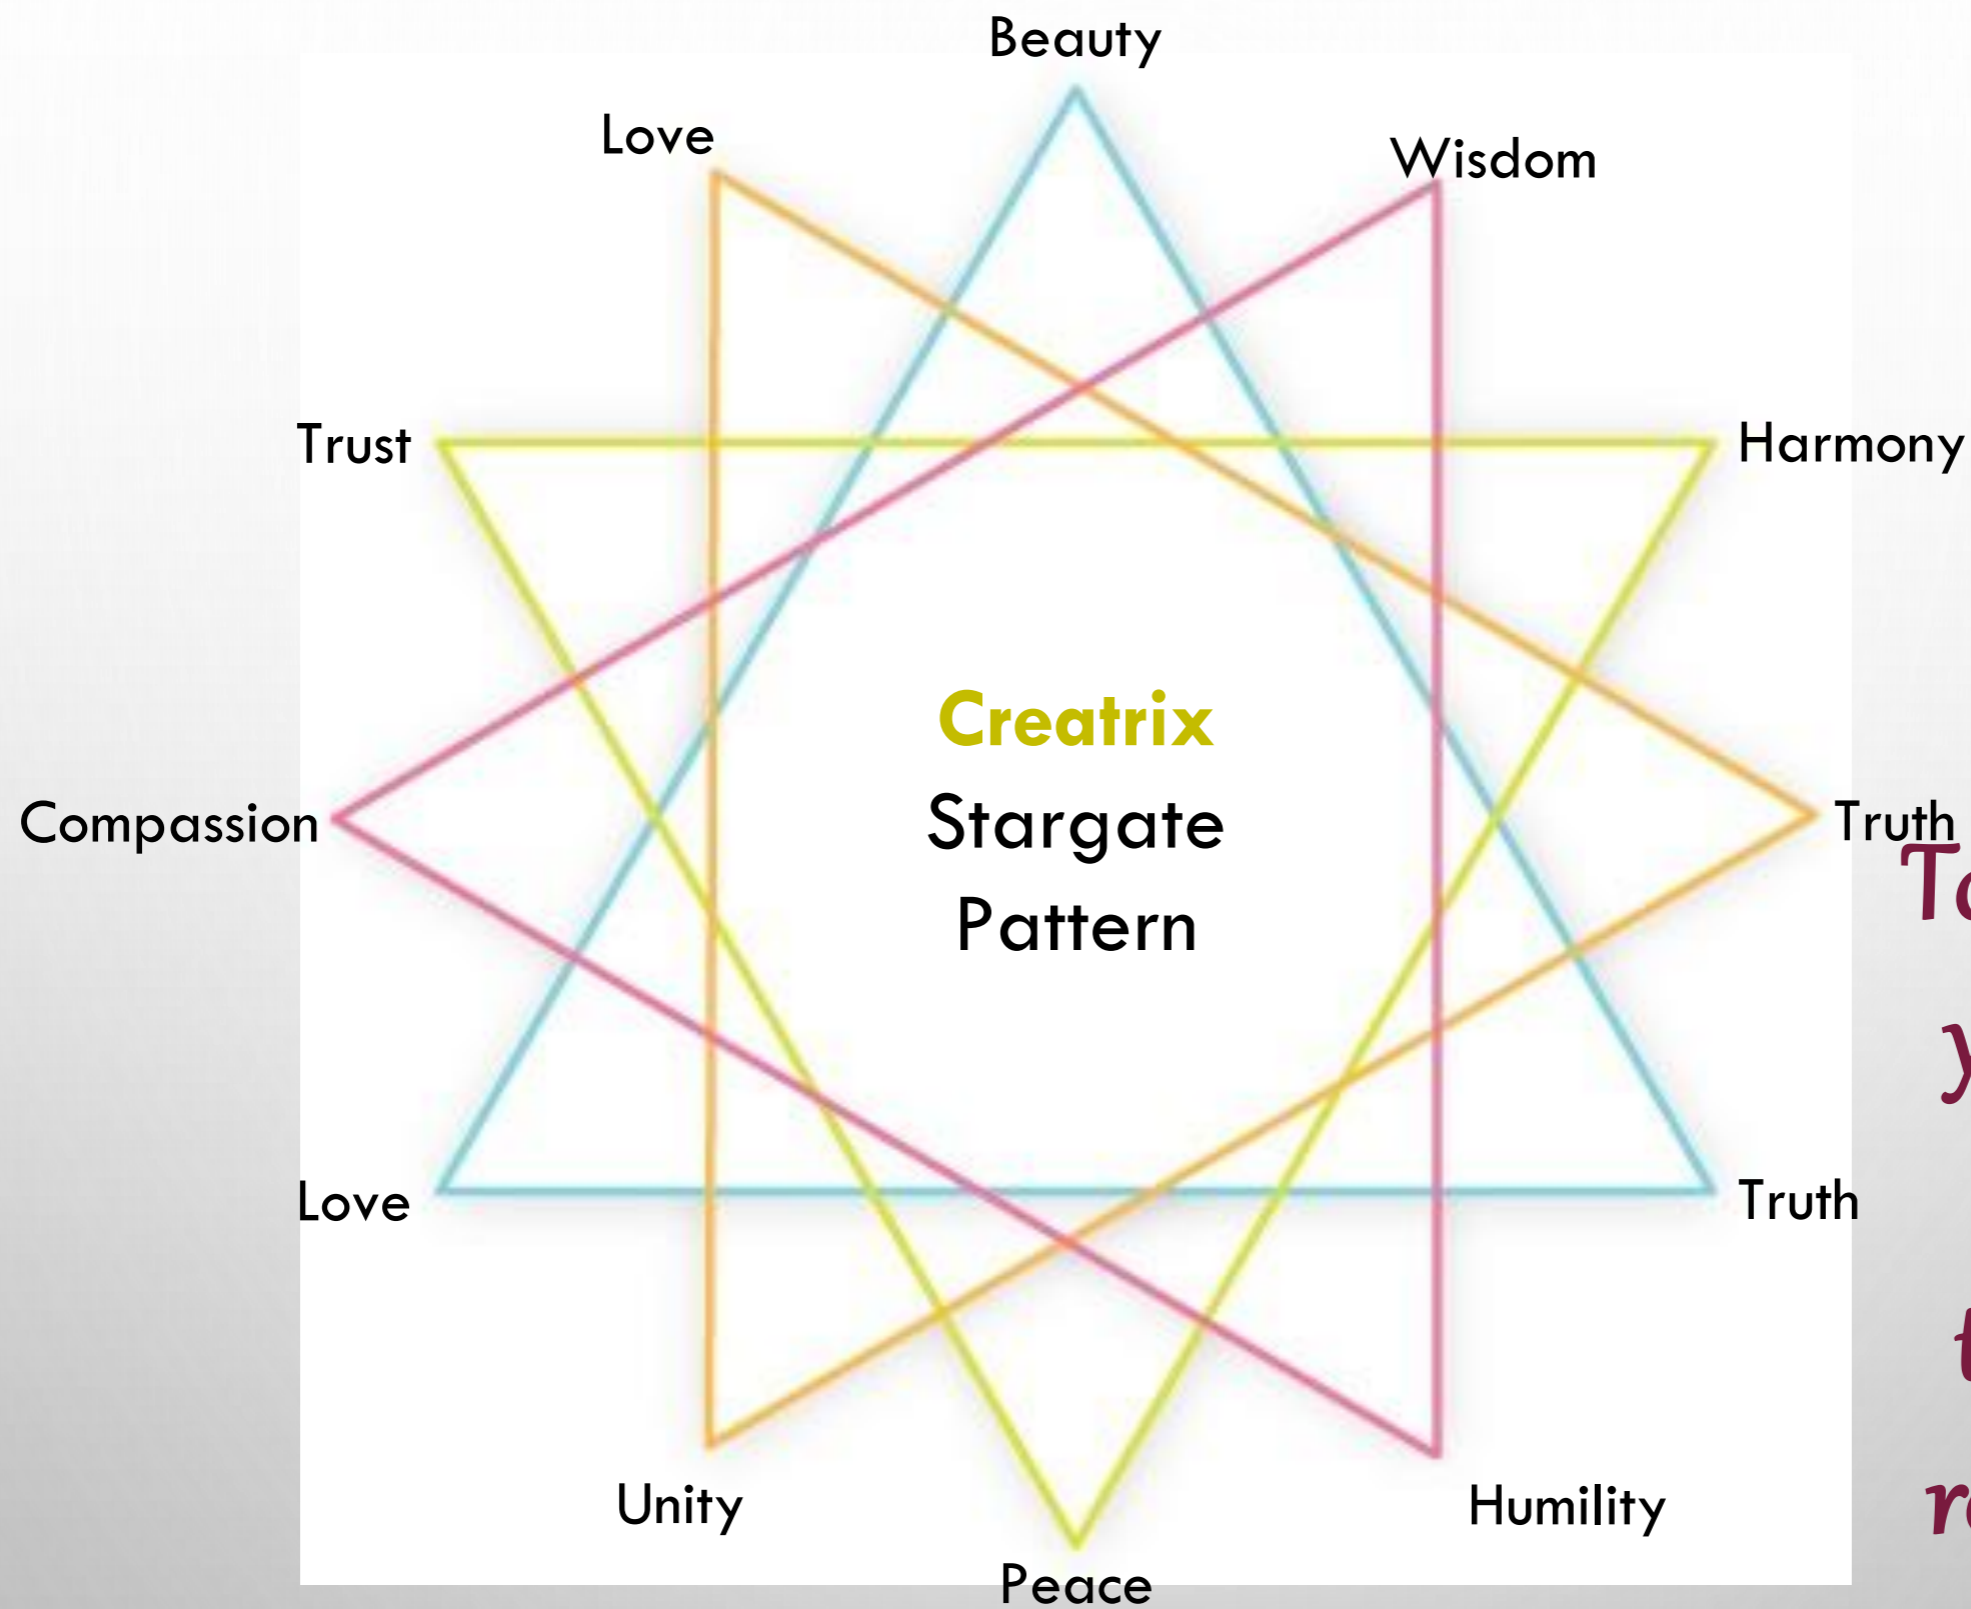 Beauty
Love
Wisdom
Trust
Harmony
Creatrix
Stargate
Pattern
Compassion
Truth
Love
Truth
Unity
Humility
Peace